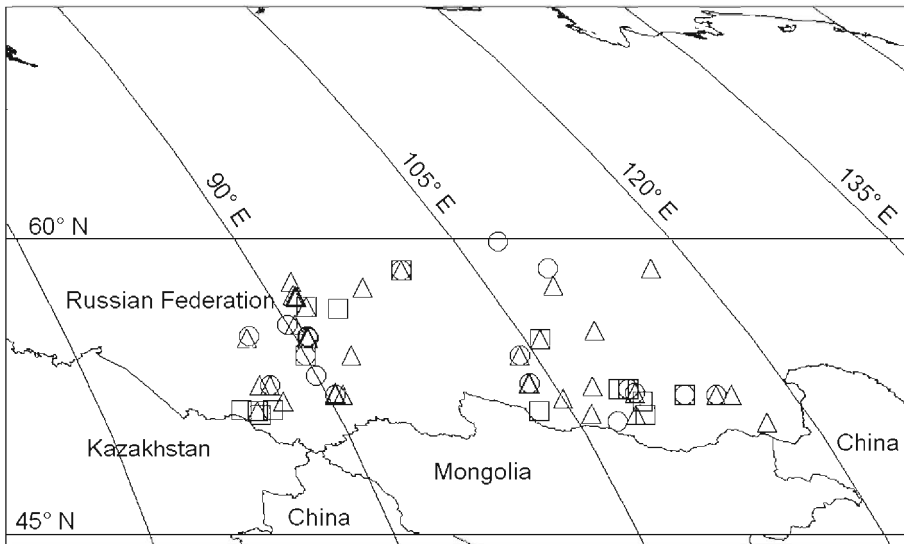 90° E
105° E
120° E
135° E
60° N
Russian Federation
Kazakhstan
Mongolia
China
China
45° N